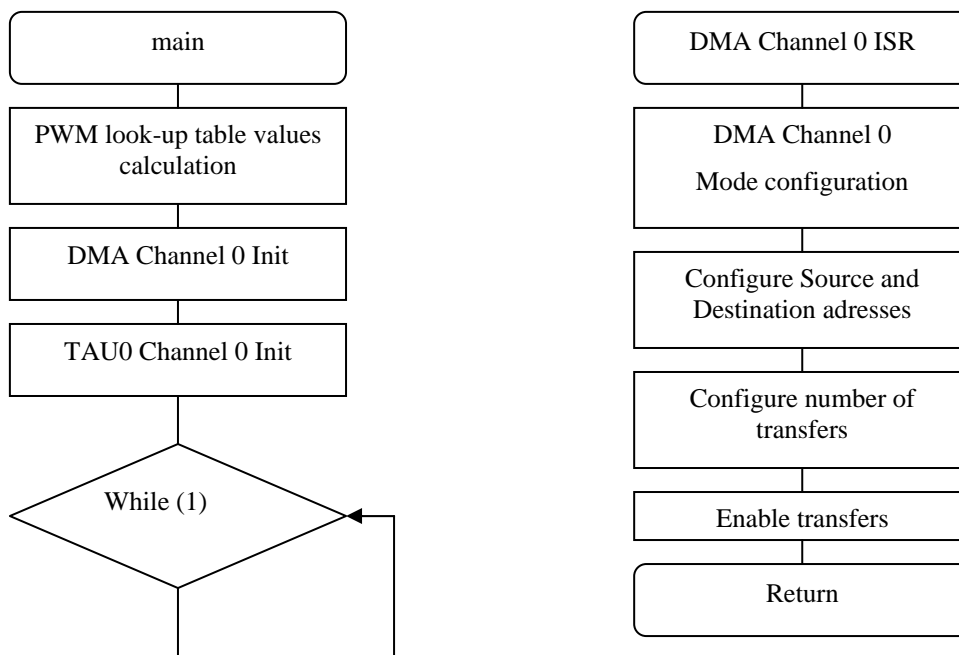 main
PWM look-up table values
calculation
DMA Channel 0 Init
TAU0 Channel 0 Init
While (1)
DMA Channel 0 ISR
DMA Channel 0
Mode configuration
Configure Source and
Destination adresses
Configure number of
transfers
Enable transfers
Return